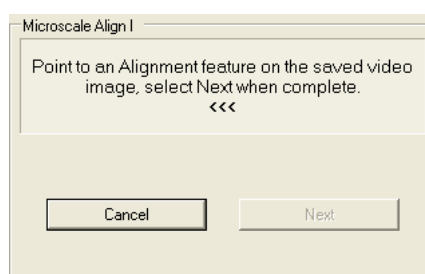 Microscale Align I
Point to an Alignment feature on the saved video
image, select Next when complete.
<<<
Cancel
Next